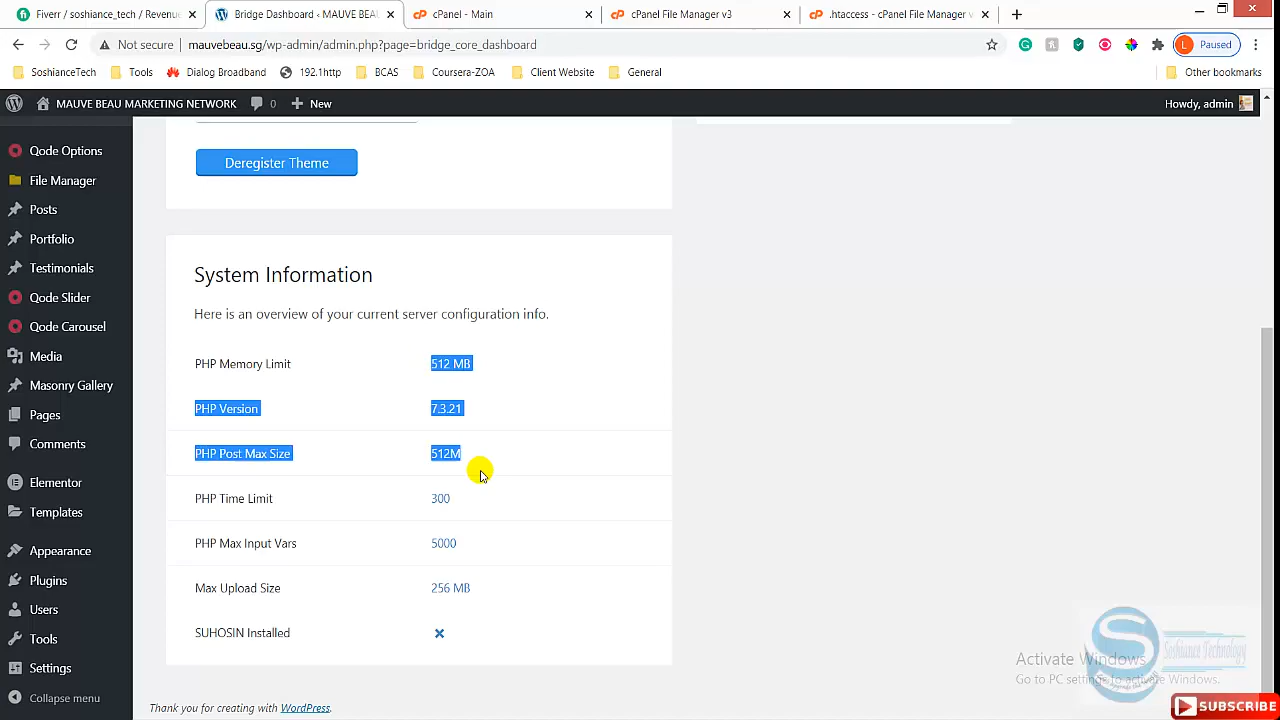 Fiverr / soshiance_tech / Revenu
Bridge Dashboard ‹ MAUVE BEAU
cPanel - Main
cPanel File Manager v3
.htaccess - cPanel File Manager v
Not secure
mauvebeau.sg/wp-admin/admin.php?page=bridge_core_dashboard
L Paused
SoshianceTech
Tools
Dialog Broadband
192.1http
BCAS
Coursera-ZOA
Client Website
General
Other bookmarks
MAUVE BEAU MARKETING NETWORK
0
New
Howdy, admin
Qode Options
File Manager
Posts
Portfolio
Testimonials
Qode Slider
Qode Carousel
Media
Masonry Gallery
Pages
Comments
Elementor
Templates
Appearance
Plugins
Users
Tools
Settings
Collapse menu
Deregister Theme
System Information
Here is an overview of your current server configuration info.
PHP Memory Limit 512 MB
PHP Version 7.3.21
PHP Post Max Size 512M
PHP Time Limit 300
PHP Max Input Vars 5000
Max Upload Size 256 MB
SUHOSIN Installed
Thank you for creating with WordPress.
Activate Windows
Go to PC settings to activate Windows.
Soshiance Technology
SUBSCRIBE